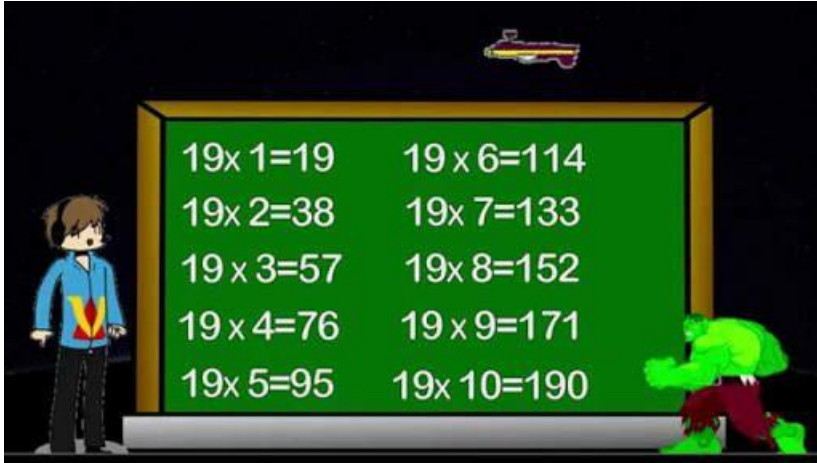 19x 1=19
19x 2=38
19 x 3=57
19 x 4=76
19x 5=95
19 x 6=114
19x 7=133
19x 8=152
19 x 9=171
19x 10=190